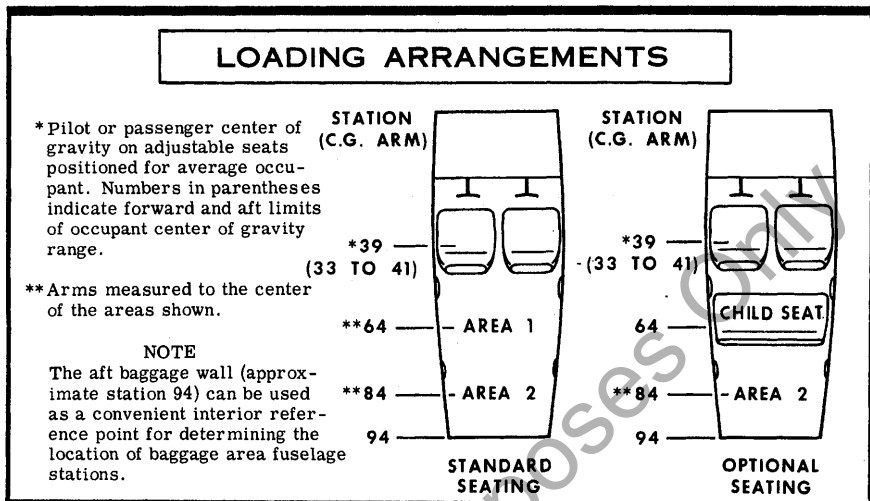 LOADING ARRANGEMENTS
* Pilot or passenger center of
gravity on adjustable seats
positioned for average occu-
pant. Numbers in parentheses
indicate forward and aft limits
of occupant center of gravity
range.
** Arms measured to the center
of the areas shown.
NOTE
The aft baggage wall (approx-
imate station 94) can be used
as a convenient interior refer-
ence point for determining the
location of baggage area fuselage
stations.
STATION
(C.G. ARM)
*39
(33 TO 41)
**64 AREA 1
**84 AREA 2
94
STANDARD
SEATING
STATION
(C.G. ARM)
*39
(33 TO 41)
64 CHILD SEAT
**84 AREA 2
94
OPTIONAL
SEATING
oses Only